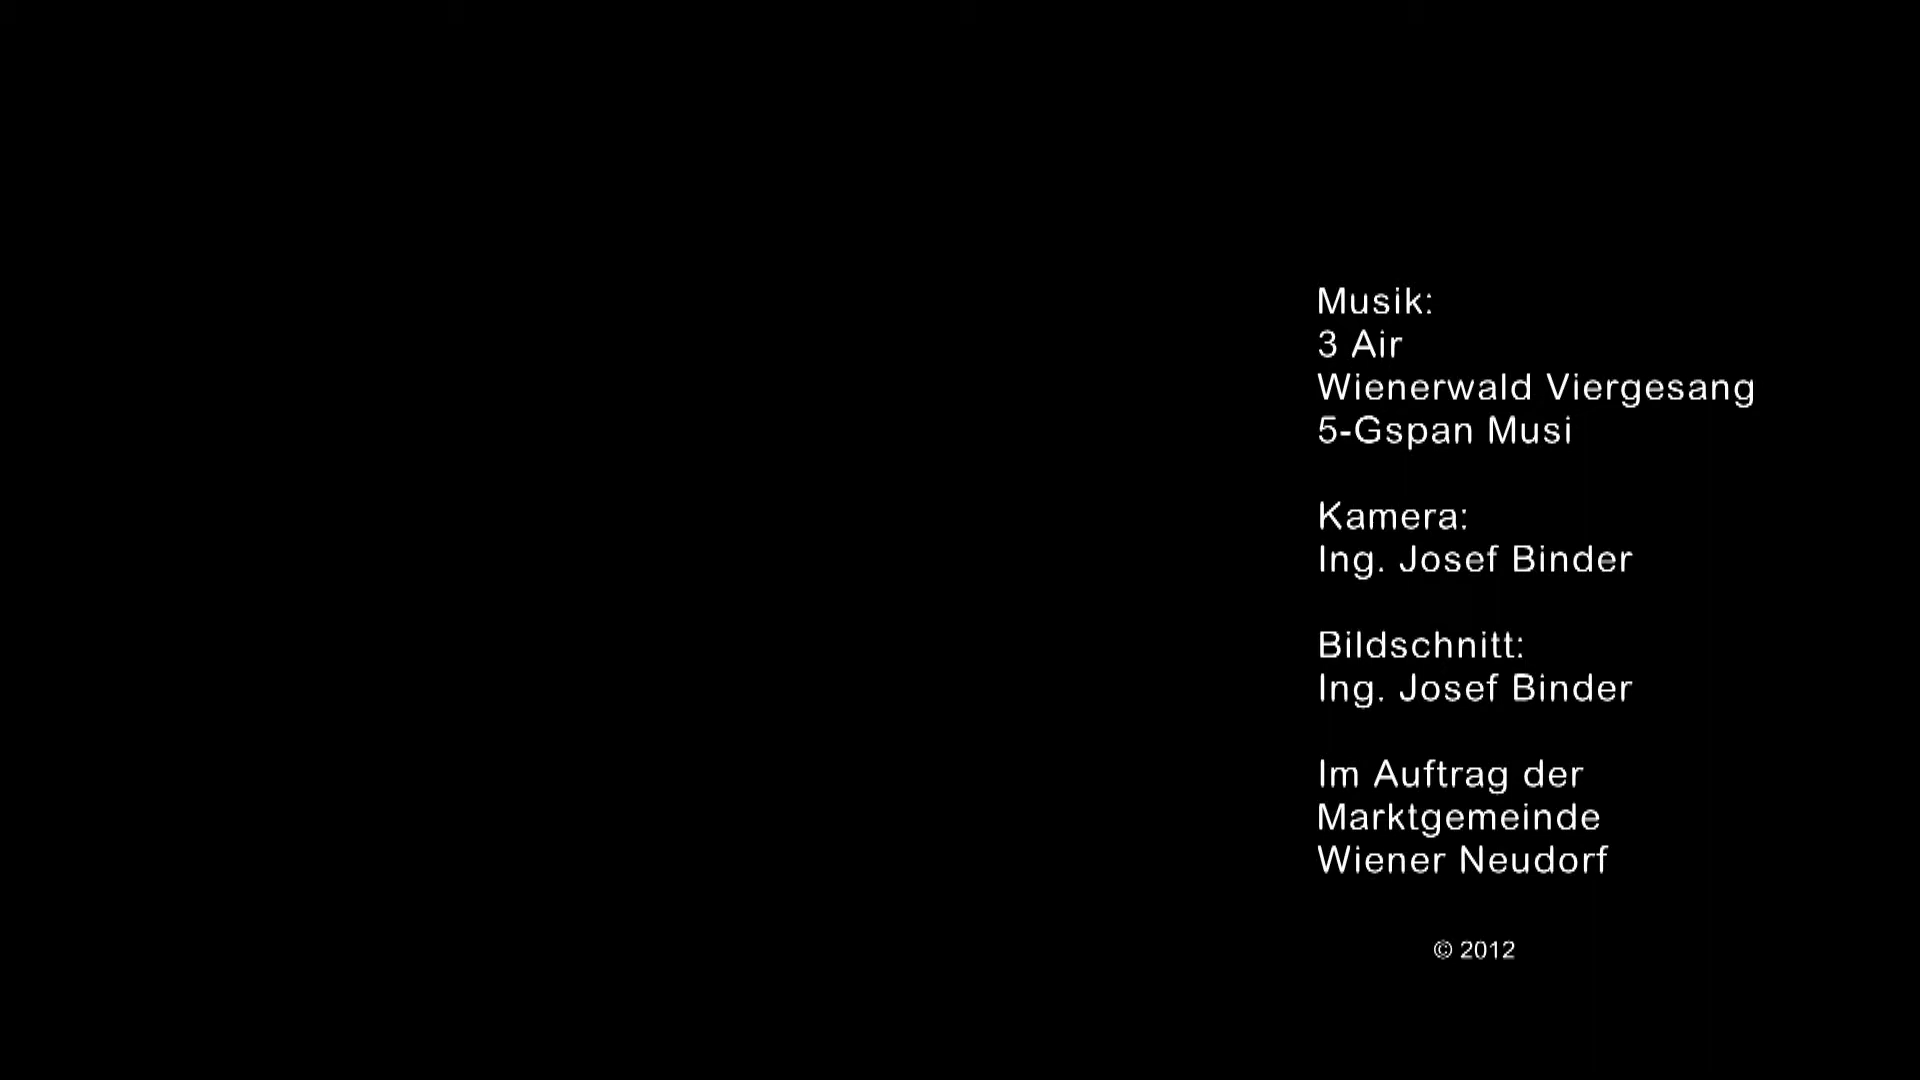 Musik:
3 Air
Wienerwald Viergesang
5-Gspan Musi
Kamera:
Ing. Josef Binder
Bildschnitt:
Ing. Josef Binder
Im Auftrag der
Marktgemeinde
Wiener Neudorf
© 2012